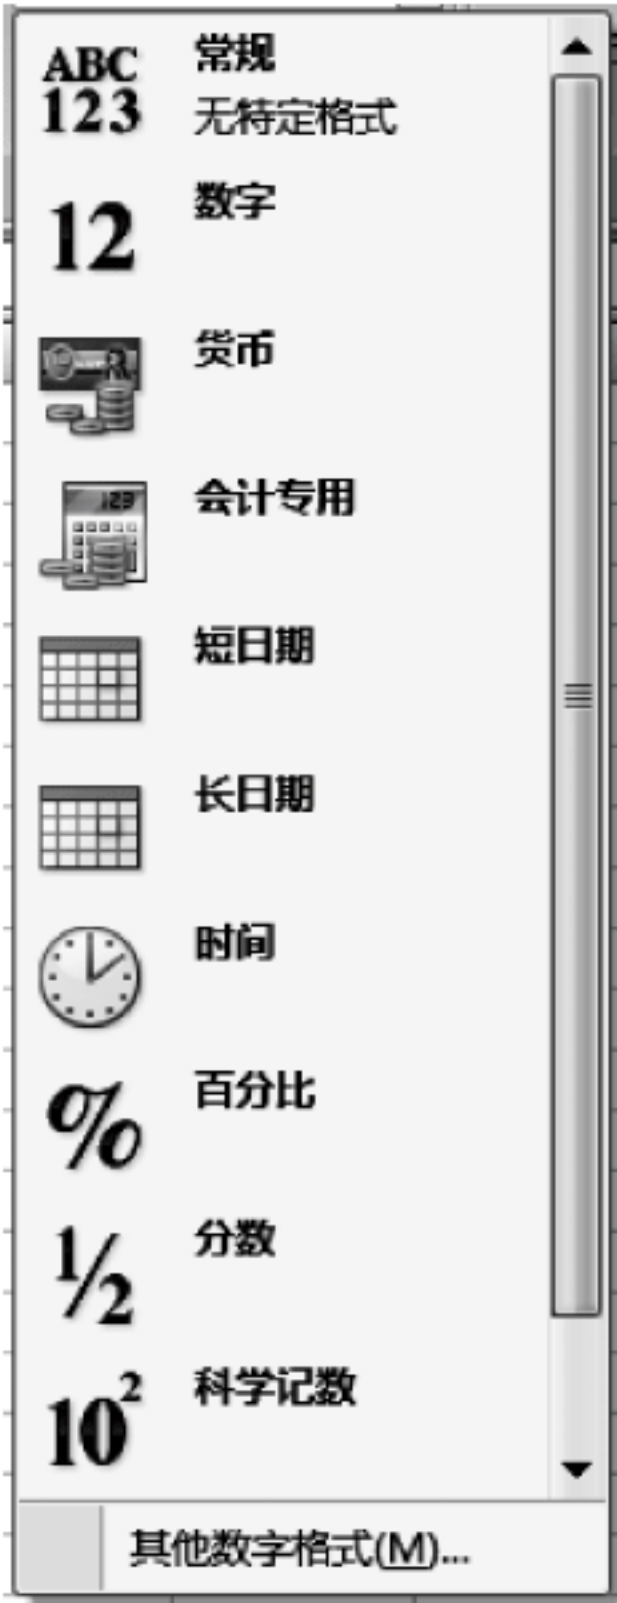 ABC
123
常规
无特定格式
12
数字
货币
123
会计专用
短日期
长日期
时间
%
百分比
½
分数
10²
科学记数
其他数字格式(M)...